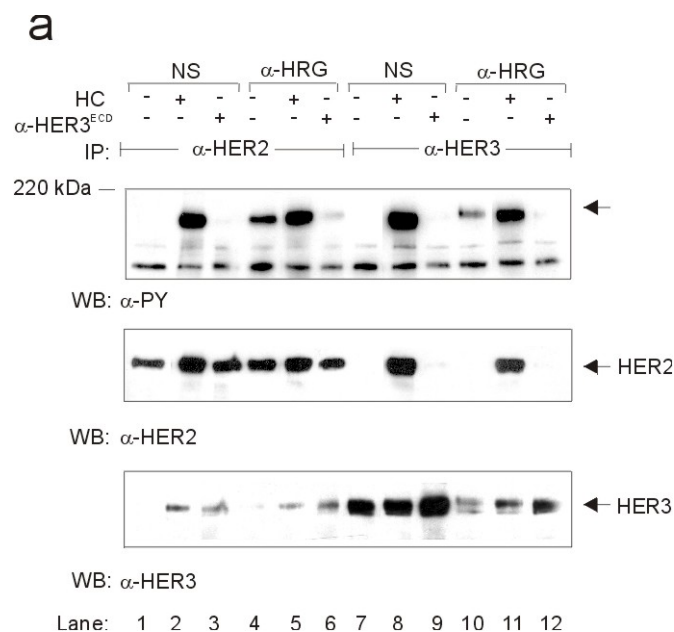 a
NS α-HRG NS α-HRG
HC - + - - + - - + - - + -
α-HER3ECD - - + - - + - - + - - +
IP: α-HER2 α-HER3
220 kDa
WB: α-PY
HER2
WB: α-HER2
HER3
WB: α-HER3
Lane: 1 2 3 4 5 6 7 8 9 10 11 12